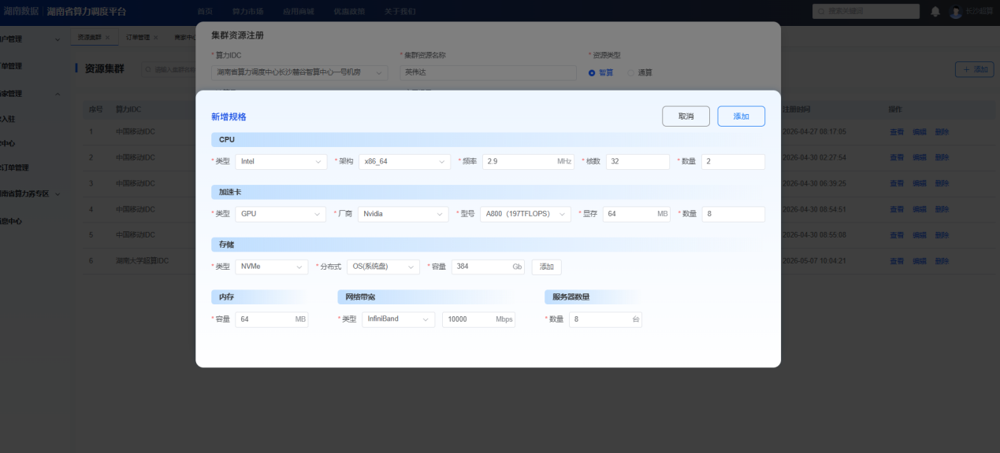 湖南数据 湖南省算力调度平台 首页 算力市场 应用商城 优惠政策 关于我们 搜索关键词
户管理 资源集群 × 订单管理 × 商家中心
集群资源注册
* 算力IDC * 集群资源名称 * 资源类型
湖南省算力调度中心长沙麓谷智算中心一号机房 英伟达 智算 通算
单管理 资源集群 + 添加
家管理
入驻
中心
订单管理
南省算力券专区
息中心
序号 算力IDC 注册时间 操作
1 中国移动IDC 2026-04-27 08:17:05 查看 编辑 删除
2 中国移动IDC 2026-04-30 02:27:54 查看 编辑 删除
3 中国移动IDC 2026-04-30 06:39:25 查看 编辑 删除
4 中国移动IDC 2026-04-30 08:54:51 查看 编辑 删除
5 中国移动IDC 2026-04-30 08:55:08 查看 编辑 删除
6 湖南大学超算IDC 2026-05-07 10:04:21 查看 编辑 删除
新增规格 取消 添加
CPU
* 类型 Intel * 架构 x86_64 * 频率 2.9 MHz * 核数 32 * 数量 2
加速卡
* 类型 GPU * 厂商 Nvidia * 型号 A800（197TFLOPS） * 显存 64 MB * 数量 8
存储
* 类型 NVMe * 分布式 OS(系统盘) * 容量 384 Gb 添加
内存 网络带宽 服务器数量
* 容量 64 MB * 类型 InfiniBand 10000 Mbps * 数量 8 台